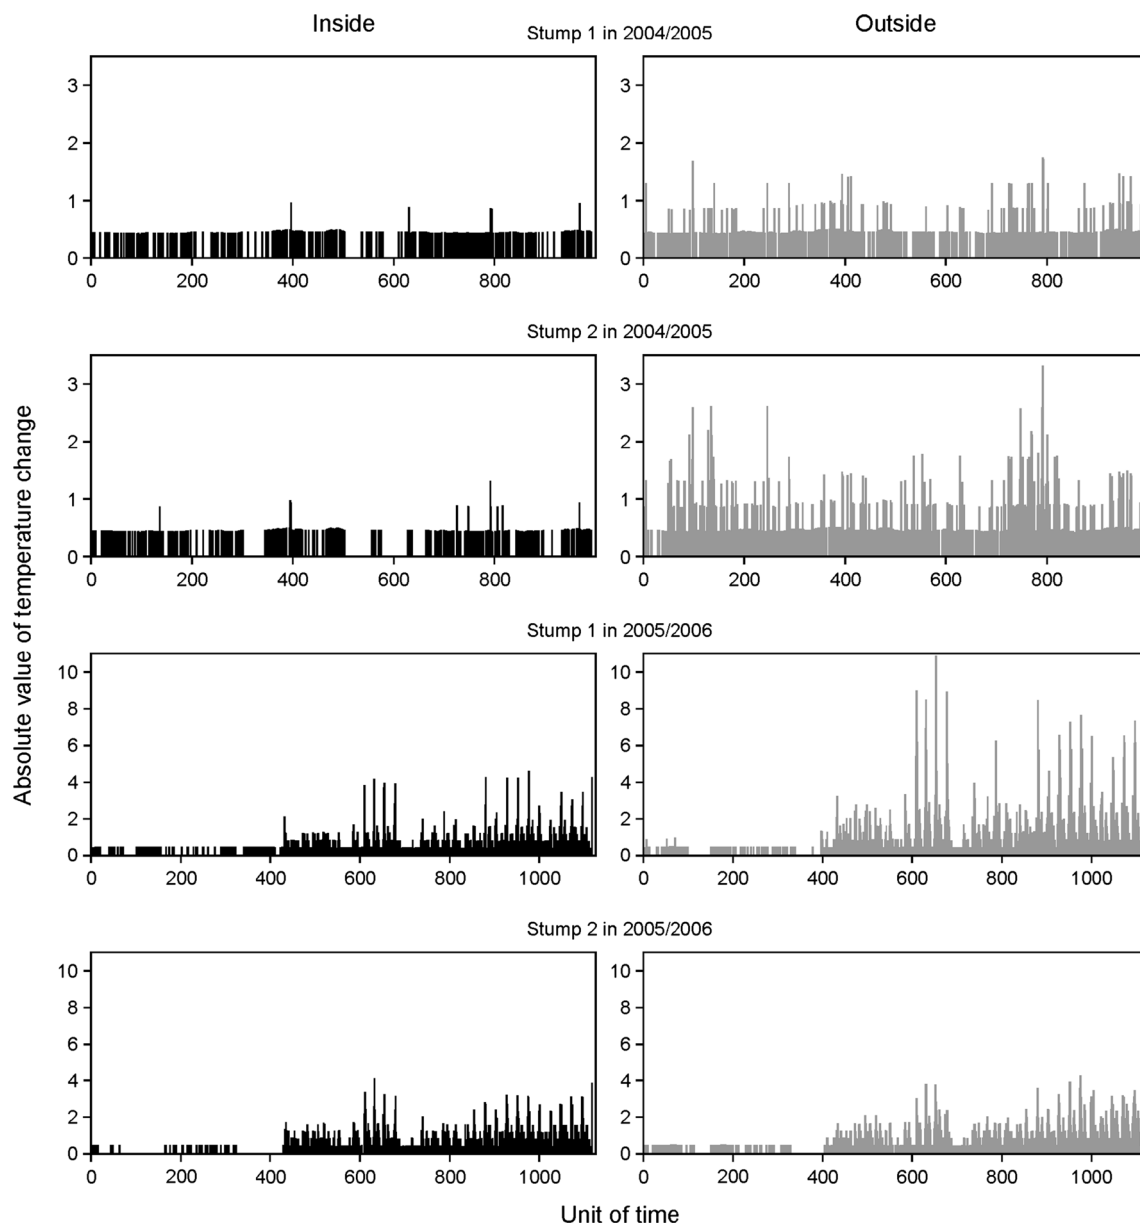 Inside Outside
Stump 1 in 2004/2005
3 3
2 2
1 1
0 0
0 200 400 600 800 0 200 400 600 800
Stump 2 in 2004/2005
3 3
2 2
1 1
0 0
0 200 400 600 800 0 200 400 600 800
Absolute value of temperature change
Stump 1 in 2005/2006
10 10
8 8
6 6
4 4
2 2
0 0
0 200 400 600 800 1000 0 200 400 600 800 1000
Stump 2 in 2005/2006
10 10
8 8
6 6
4 4
2 2
0 0
0 200 400 600 800 1000 0 200 400 600 800 1000
Unit of time